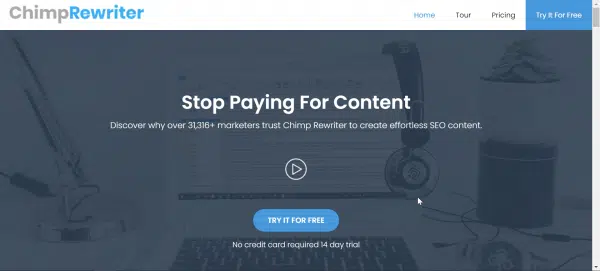 ChimpRewriter
Home Tour Pricing Try It For Free
Stop Paying For Content
Discover why over 31,316+ marketers trust Chimp Rewriter to create effortless SEO content.
TRY IT FOR FREE
No credit card required 14 day trial